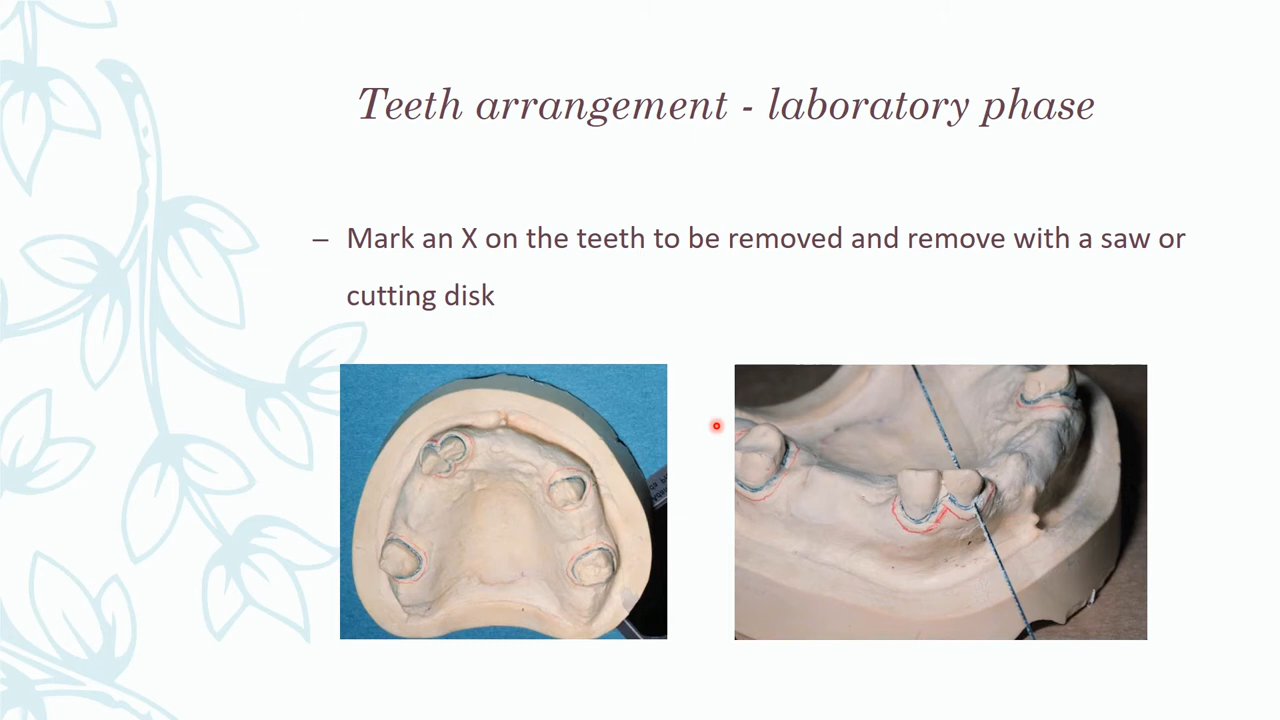 Teeth arrangement - laboratory phase
– Mark an X on the teeth to be removed and remove with a saw or
cutting disk